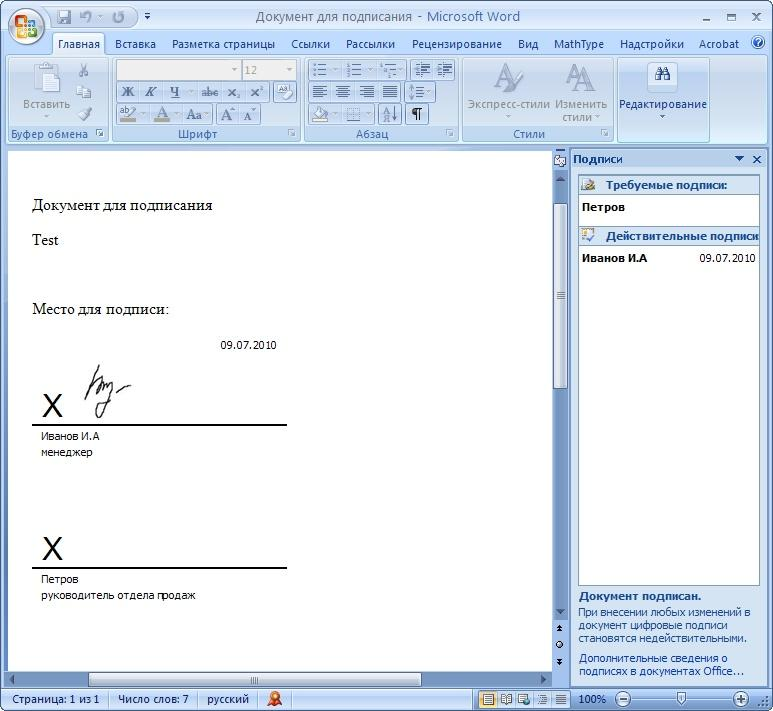 Документ для подписания - Microsoft Word
Главная Вставка Разметка страницы Ссылки Рассылки Рецензирование Вид MathType Надстройки Acrobat
12
Вставить
Ж К Ч abc x₂ x² Aa
ab A Aa A A
Экспресс-стили
Изменить стили
Редактирование
Буфер обмена Шрифт Абзац Стили
Документ для подписания
Test
Место для подписи:
09.07.2010
X
Иванов И.А
менеджер
X
Петров
руководитель отдела продаж
Подписи
Требуемые подписи:
Петров
Действительные подписи
Иванов И.А 09.07.2010
Документ подписан.
При внесении любых изменений в
документ цифровые подписи
становятся недействительными.
Дополнительные сведения о
подписях в документах Office...
Страница: 1 из 1 Число слов: 7 русский 100%